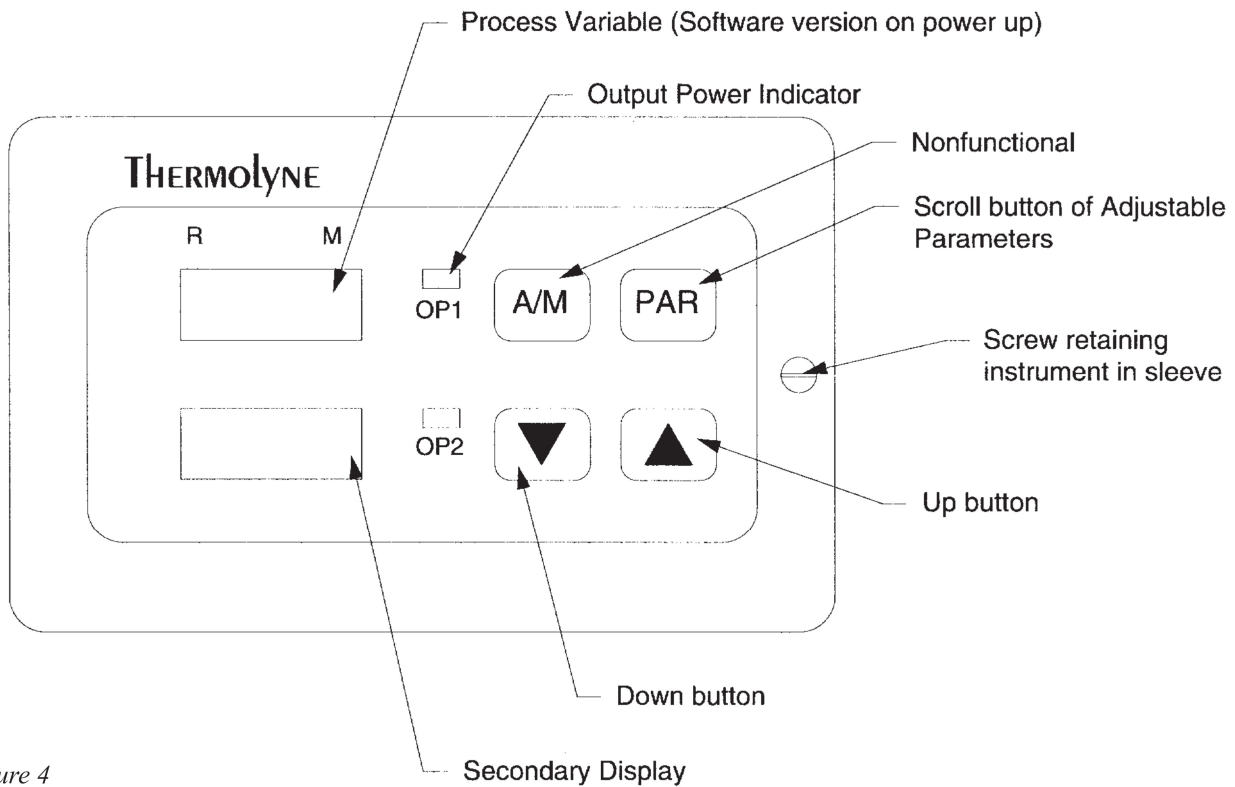 Process Variable (Software version on power up)
Output Power Indicator
Nonfunctional
THERMOLYNE
Scroll button of Adjustable
Parameters
R M
OP1
A/M
PAR
Screw retaining
instrument in sleeve
OP2
Up button
Down button
Secondary Display
4